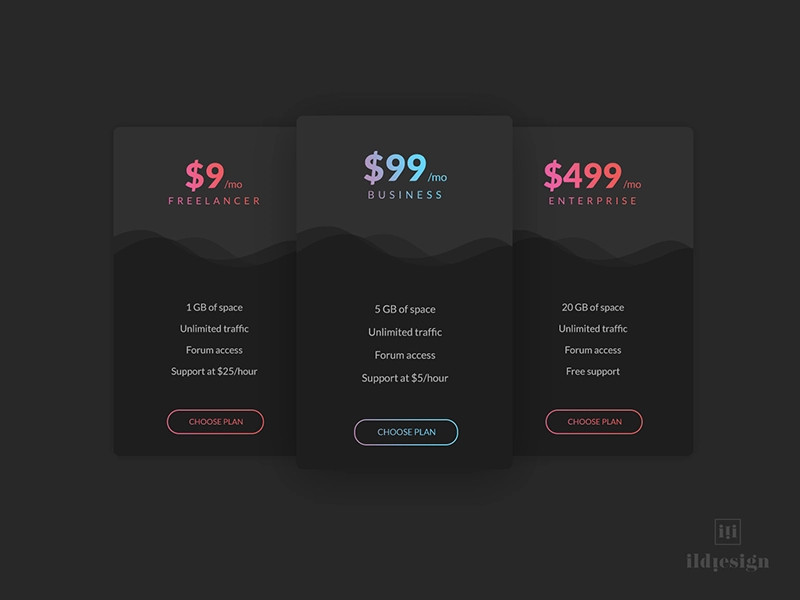 $9/mo
FREELANCER
1 GB of space
Unlimited traffic
Forum access
Support at $25/hour
CHOOSE PLAN
$99/mo
BUSINESS
5 GB of space
Unlimited traffic
Forum access
Support at $5/hour
CHOOSE PLAN
$499/mo
ENTERPRISE
20 GB of space
Unlimited traffic
Forum access
Free support
CHOOSE PLAN
ildiesign